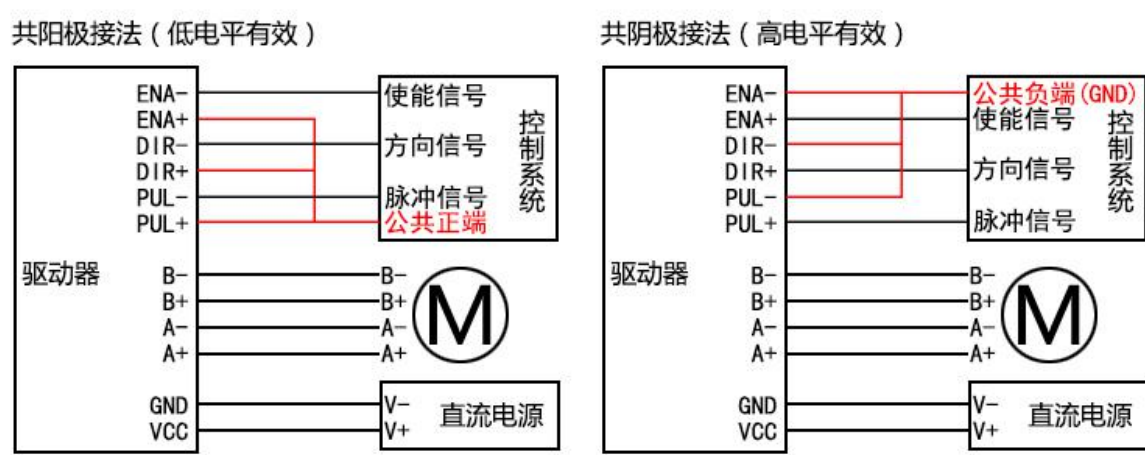 共阳极接法（低电平有效）
ENA- 使能信号
ENA+
DIR- 方向信号
DIR+
PUL- 脉冲信号
PUL+ 公共正端
控制系统
驱动器
B- B-
B+ B+
A- A-
A+ A+
M
GND V-
VCC V+
直流电源
共阴极接法（高电平有效）
ENA- 公共负端(GND)
ENA+ 使能信号
DIR-
DIR+ 方向信号
PUL-
PUL+ 脉冲信号
控制系统
驱动器
B- B-
B+ B+
A- A-
A+ A+
M
GND V-
VCC V+
直流电源